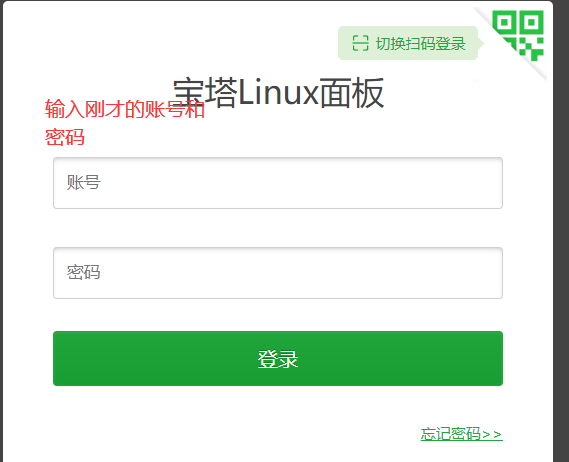 切换扫码登录
宝塔Linux面板
输入刚才的账号和
密码
账号
密码
登录
忘记密码>>